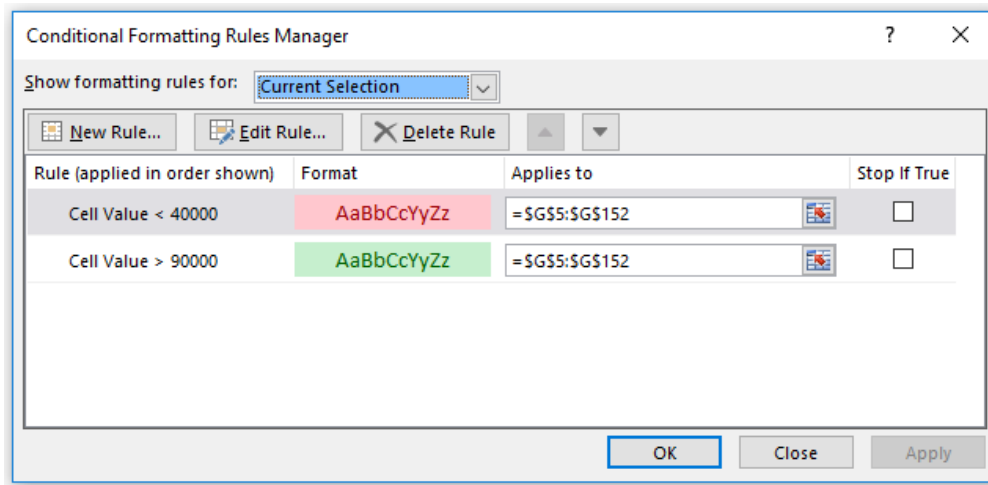 Conditional Formatting Rules Manager ? X
Show formatting rules for: Current Selection
New Rule... Edit Rule... Delete Rule
Rule (applied in order shown) Format Applies to Stop If True
Cell Value < 40000 AaBbCcYyZz =$G$5:$G$152
Cell Value > 90000 AaBbCcYyZz =$G$5:$G$152
OK Close Apply